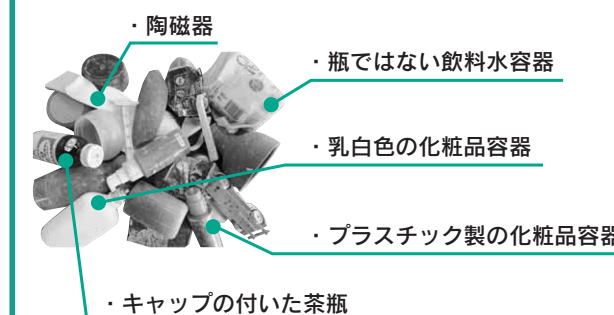 ・陶磁器
・瓶ではない飲料水容器
・乳白色の化粧品容器
・プラスチック製の化粧品容器
・キャップの付いた茶瓶